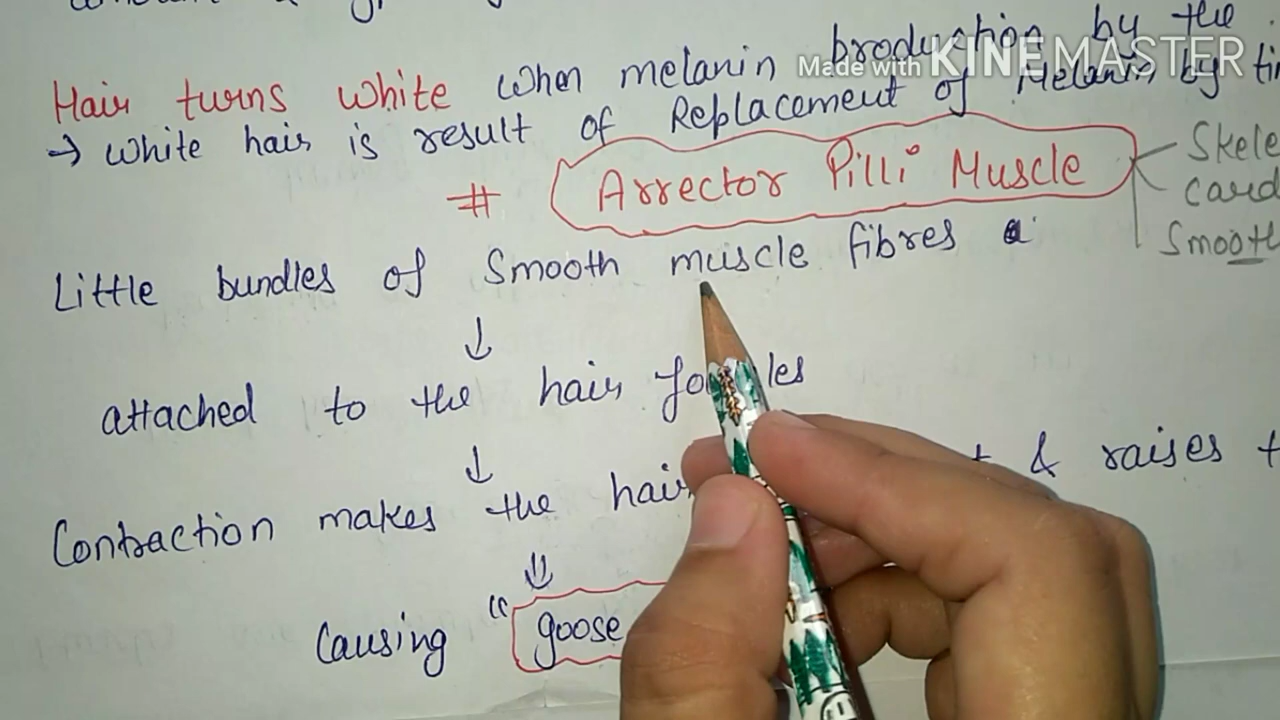 Hair turns white when melanin production by the
→ white hair is result of Replacement of Melanin by
Made with KINEMASTER
# Arrector Pilli Muscle
Skele
card
Smooth
Little bundles of Smooth muscle fibres a
↓
attached to the hair
↓
Contraction makes the hair & raises
⇓
Causing "goose